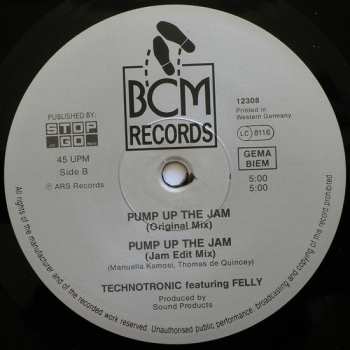 BCM
RECORDS
PUBLISHED BY:
STOP
GO
45 UPM
Side B
℗ ARS Records
12308
Printed in
Western Germany
LC 8116
GEMA
BIEM
5:00
5:00
PUMP UP THE JAM
(Original Mix)
PUMP UP THE JAM
(Jam Edit Mix)
(Manuella Kamosi, Thomas de Quincey)
TECHNOTRONIC featuring FELLY
Produced by
Sound Products
All rights of the manufacturer and of the owner of the recorded work reserved. Unauthorised public performance, broadcasting and copying of this record prohibited